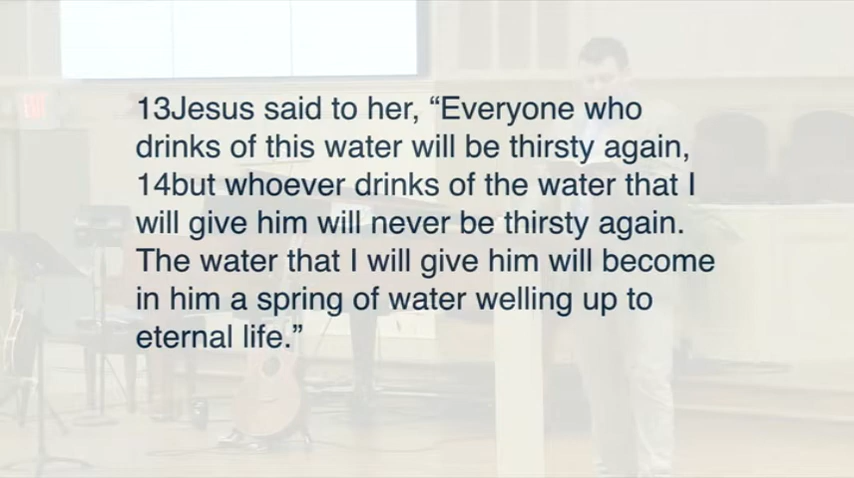 13Jesus said to her, “Everyone who
drinks of this water will be thirsty again,
14but whoever drinks of the water that I
will give him will never be thirsty again.
The water that I will give him will become
in him a spring of water welling up to
eternal life.”
EXIT